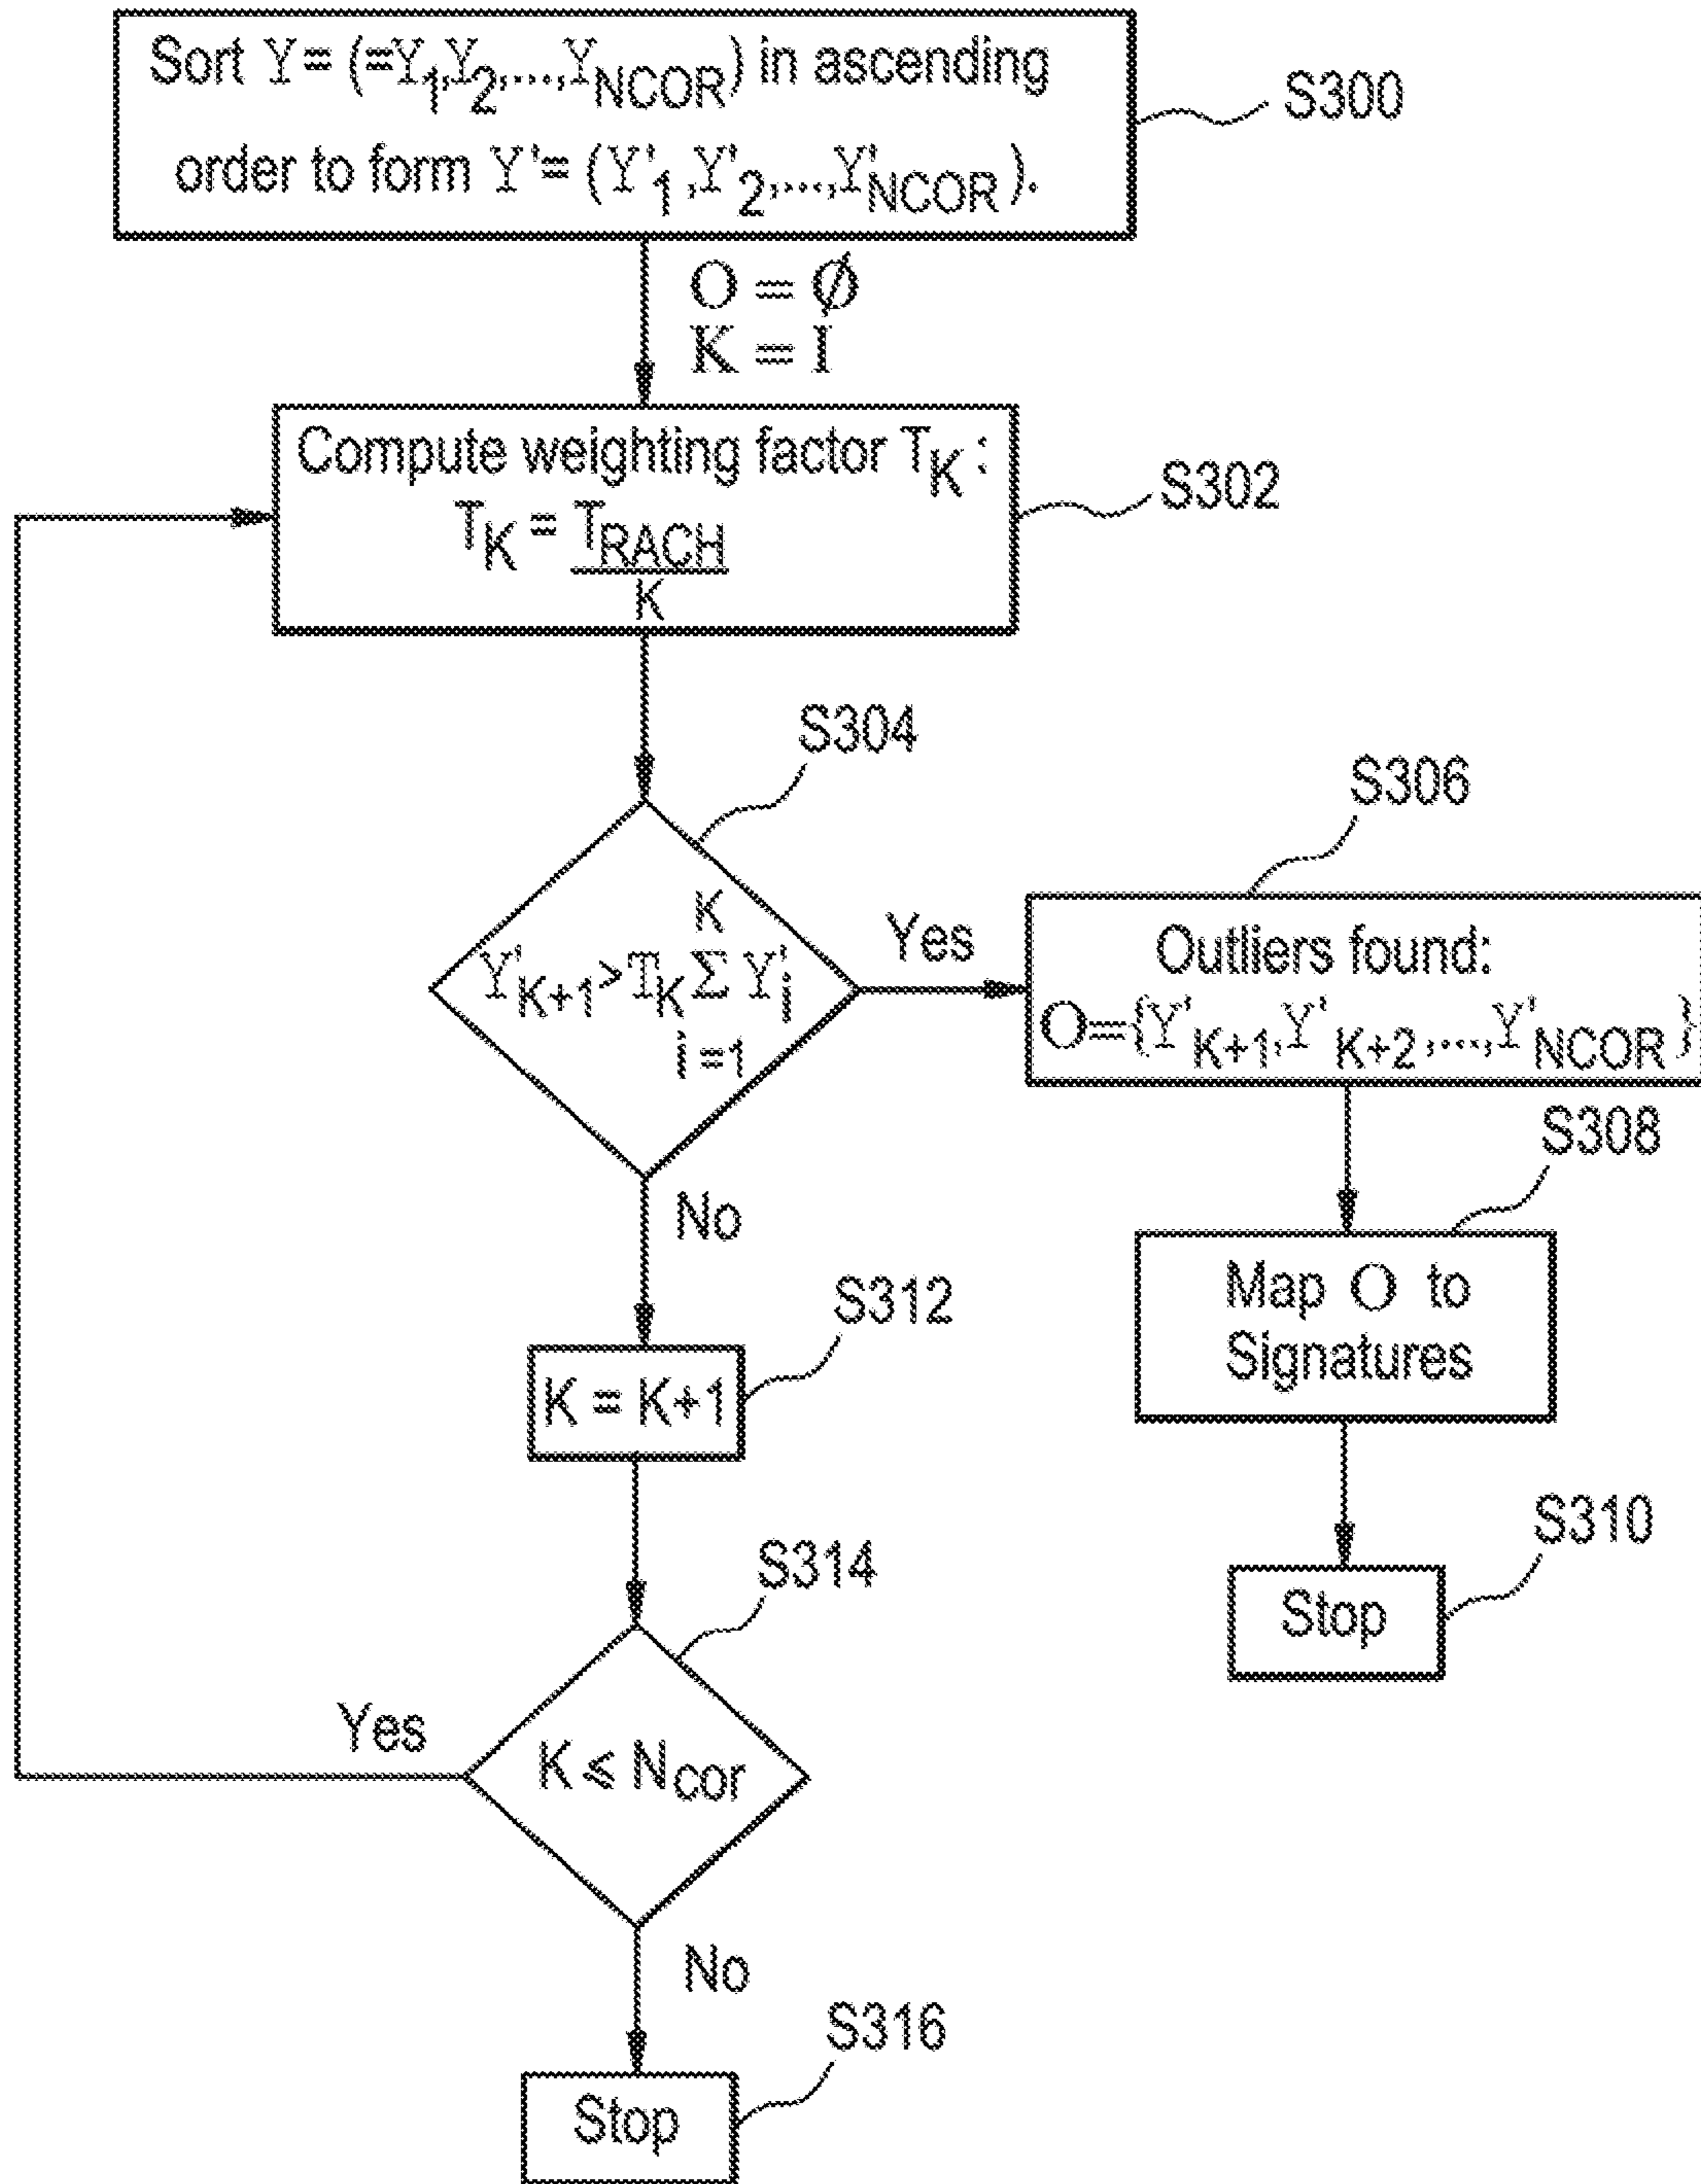 Sort Y = (=Y1,Y2,...,YNCOR) in ascending
order to form Y' = (Y'1,Y'2,...,Y'NCOR).
S300
O = Ø
K = I
Compute weighting factor TK :
TK = TRACH
K
S302
S304
K
Y'K+1 > TK Σ Y'i
i = 1
Yes
S306
Outliers found:
O={Y'K+1,Y'K+2,...,Y'NCOR}
S308
Map O to
Signatures
S310
Stop
No
S312
K = K+1
S314
Yes
K ≤ Ncor
No
S316
Stop